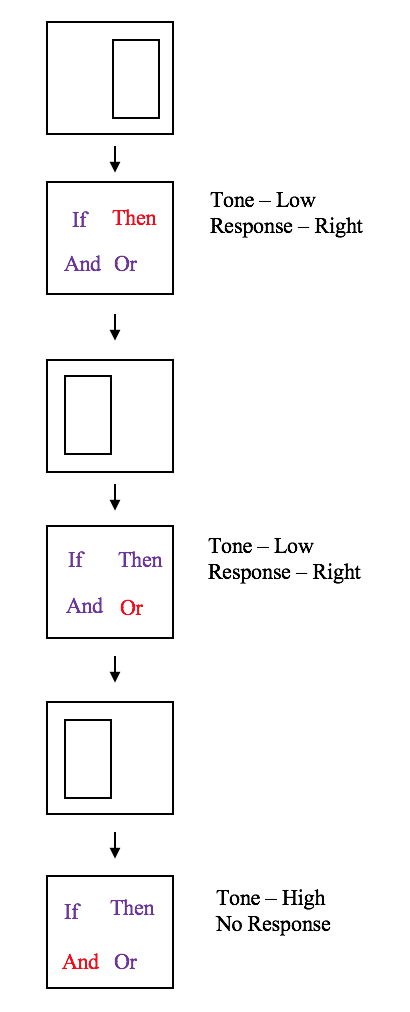 If Then
And Or
Tone – Low
Response – Right
If Then
And Or
Tone – Low
Response – Right
If Then
And Or
Tone – High
No Response